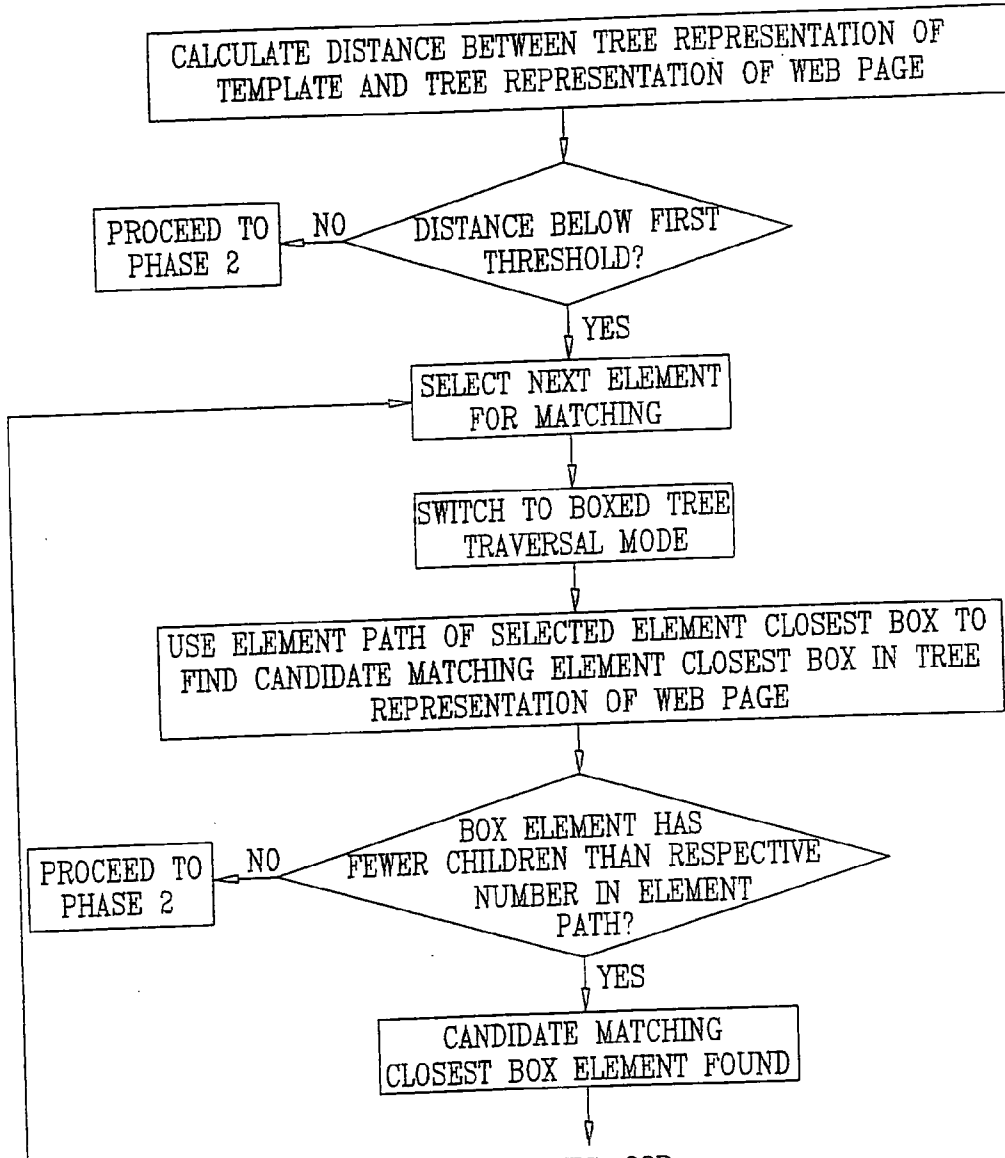 CALCULATE DISTANCE BETWEEN TREE REPRESENTATION OF
TEMPLATE AND TREE REPRESENTATION OF WEB PAGE
DISTANCE BELOW FIRST
THRESHOLD?
NO
PROCEED TO
PHASE 2
YES
SELECT NEXT ELEMENT
FOR MATCHING
SWITCH TO BOXED TREE
TRAVERSAL MODE
USE ELEMENT PATH OF SELECTED ELEMENT CLOSEST BOX TO
FIND CANDIDATE MATCHING ELEMENT CLOSEST BOX IN TREE
REPRESENTATION OF WEB PAGE
BOX ELEMENT HAS
FEWER CHILDREN THAN RESPECTIVE
NUMBER IN ELEMENT
PATH?
NO
PROCEED TO
PHASE 2
YES
CANDIDATE MATCHING
CLOSEST BOX ELEMENT FOUND